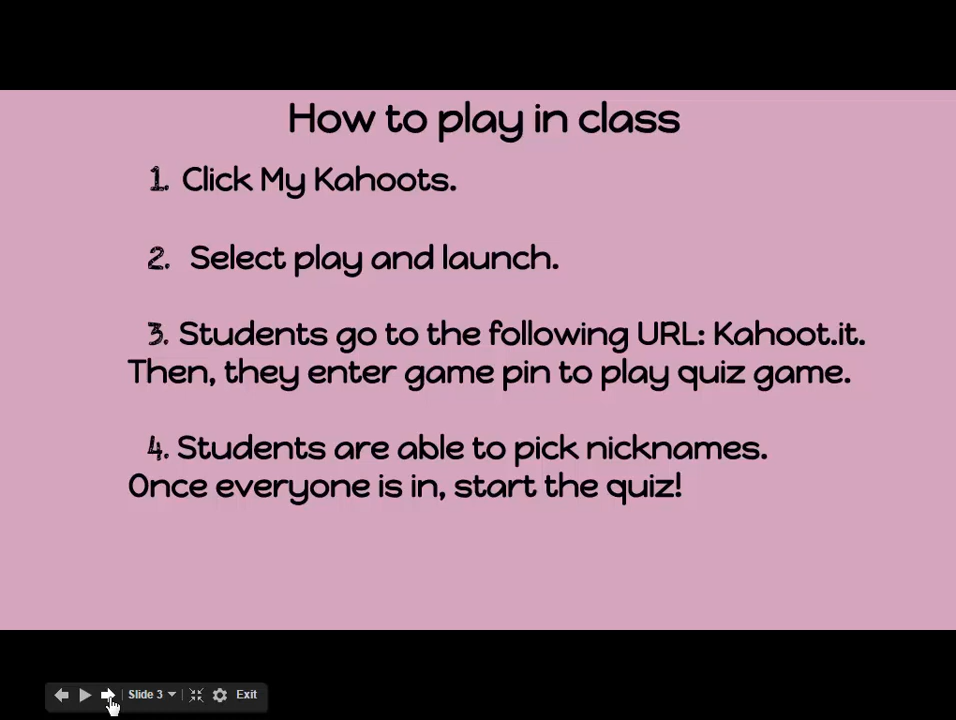 How to play in class
1. Click My Kahoots.
2. Select play and launch.
3. Students go to the following URL: Kahoot.it.
Then, they enter game pin to play quiz game.
4. Students are able to pick nicknames.
Once everyone is in, start the quiz!
Slide 3 Exit